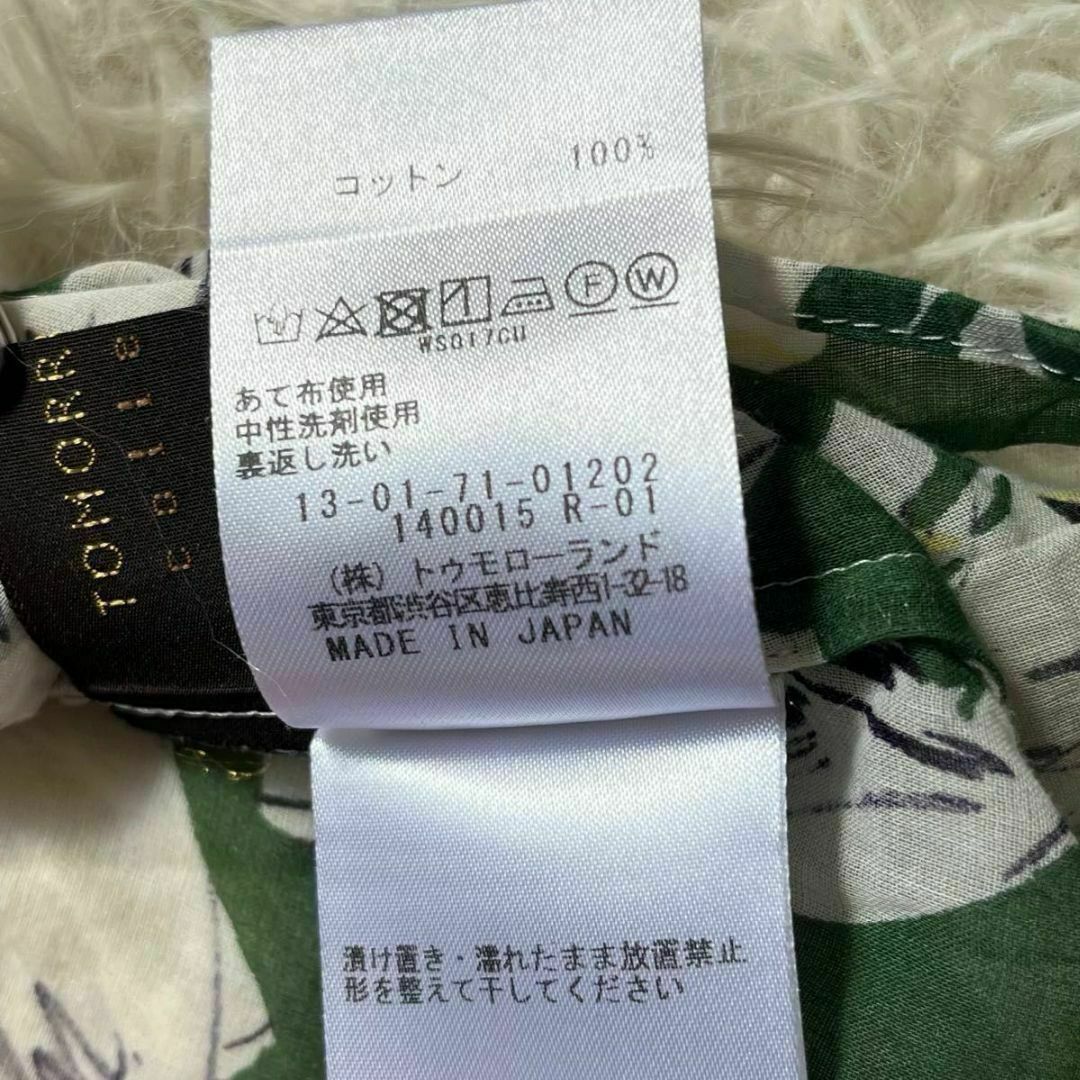 コットン 100%
F W
WS017CU
あて布使用
中性洗剤使用
裏返し洗い
13-01-71-01202
140015 R-01
(株) トゥモローランド
東京都渋谷区恵比寿西1-32-18
MADE IN JAPAN
漬け置き・濡れたまま放置禁止
形を整えて干してください
TOMORR
colle